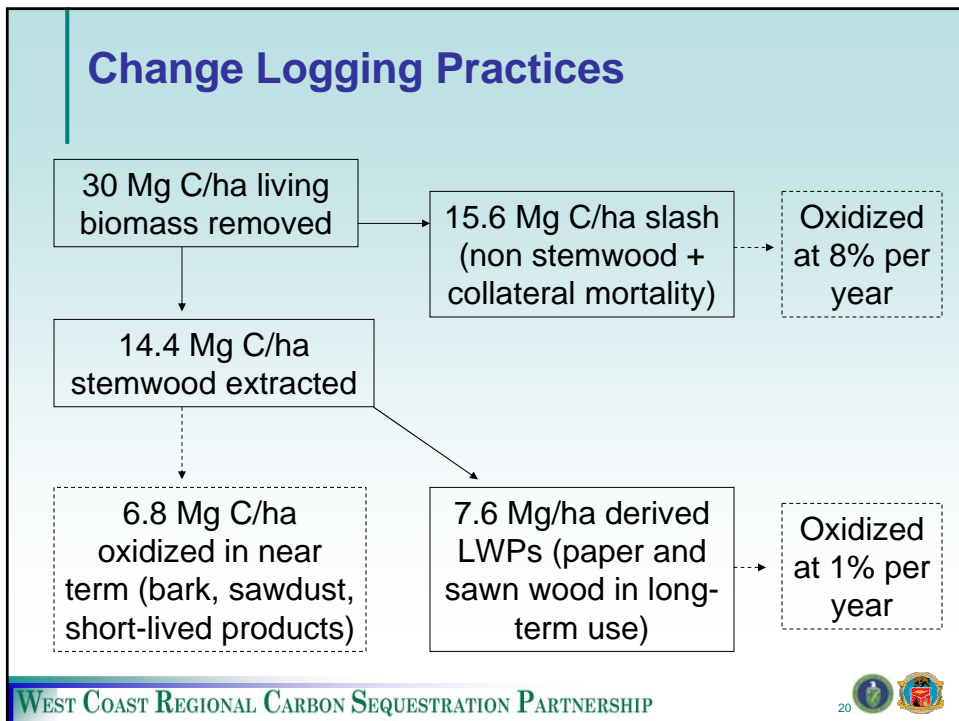 Change Logging Practices
30 Mg C/ha living
biomass removed
15.6 Mg C/ha slash
(non stemwood +
collateral mortality)
Oxidized
at 8% per
year
14.4 Mg C/ha
stemwood extracted
6.8 Mg C/ha
oxidized in near
term (bark, sawdust,
short-lived products)
7.6 Mg/ha derived
LWPs (paper and
sawn wood in long-
term use)
Oxidized
at 1% per
year
WEST COAST REGIONAL CARBON SEQUESTRATION PARTNERSHIP
20